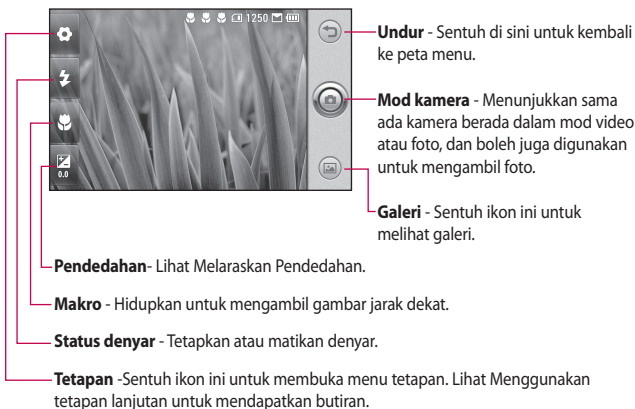 1250
0.0
Undur - Sentuh di sini untuk kembali
ke peta menu.
Mod kamera - Menunjukkan sama
ada kamera berada dalam mod video
atau foto, dan boleh juga digunakan
untuk mengambil foto.
Galeri - Sentuh ikon ini untuk
melihat galeri.
Pendedahan- Lihat Melaraskan Pendedahan.
Makro - Hidupkan untuk mengambil gambar jarak dekat.
Status denyar - Tetapkan atau matikan denyar.
Tetapan -Sentuh ikon ini untuk membuka menu tetapan. Lihat Menggunakan
tetapan lanjutan untuk mendapatkan butiran.